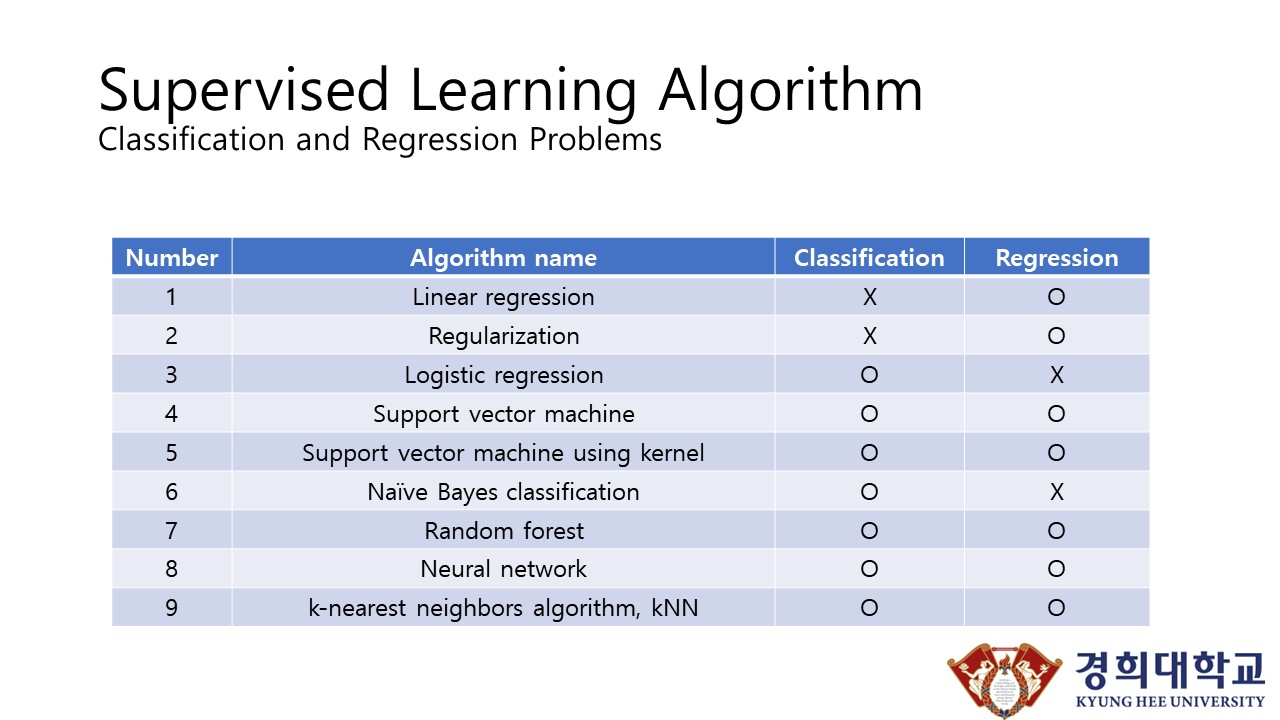 Supervised Learning Algorithm
Classification and Regression Problems
Number Algorithm name Classification Regression
1 Linear regression X O
2 Regularization X O
3 Logistic regression O X
4 Support vector machine O O
5 Support vector machine using kernel O O
6 Naïve Bayes classification O X
7 Random forest O O
8 Neural network O O
9 k-nearest neighbors algorithm, kNN O O
경희대학교
KYUNG HEE UNIVERSITY